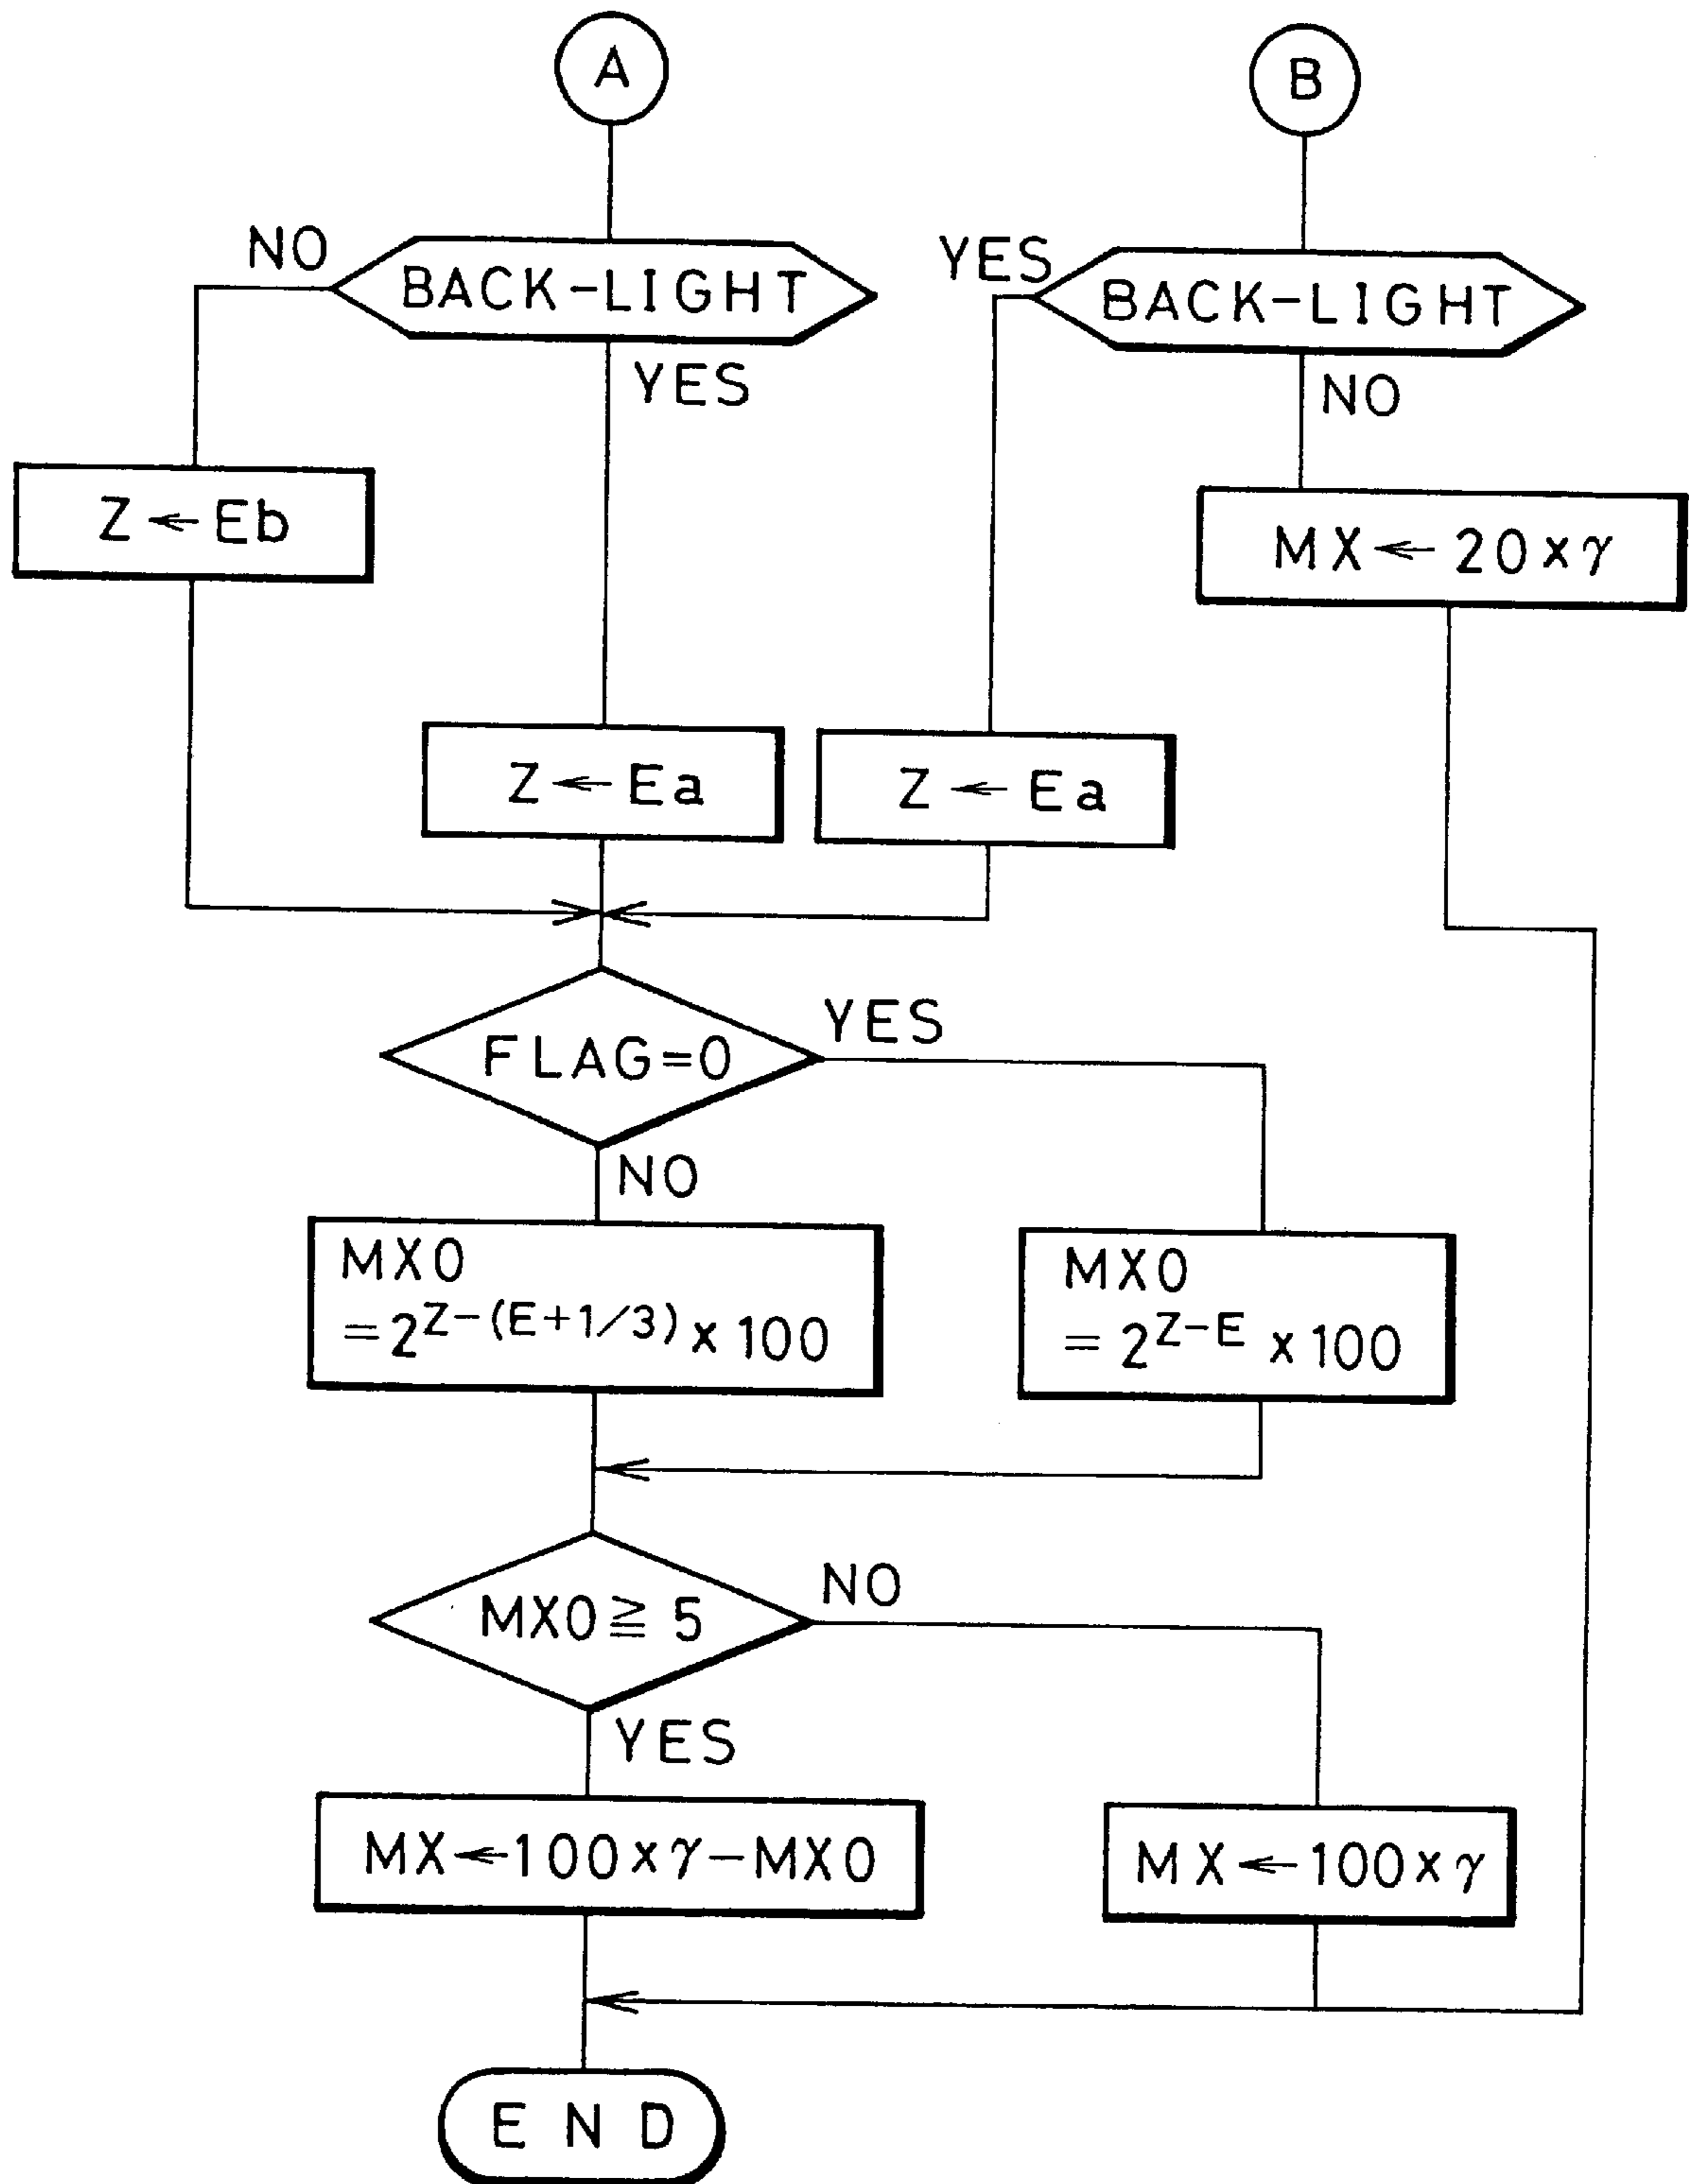 A
B
NO
BACK-LIGHT
YES
YES
BACK-LIGHT
NO
Z ← Eb
MX ← 20 x γ
Z ← Ea
Z ← Ea
FLAG=0
YES
NO
MX0
=2^{Z-(E+1/3)} x 100
MX0
=2^{Z-E} x 100
MX0 ≧ 5
NO
YES
MX ← 100 x γ - MX0
MX ← 100 x γ
END